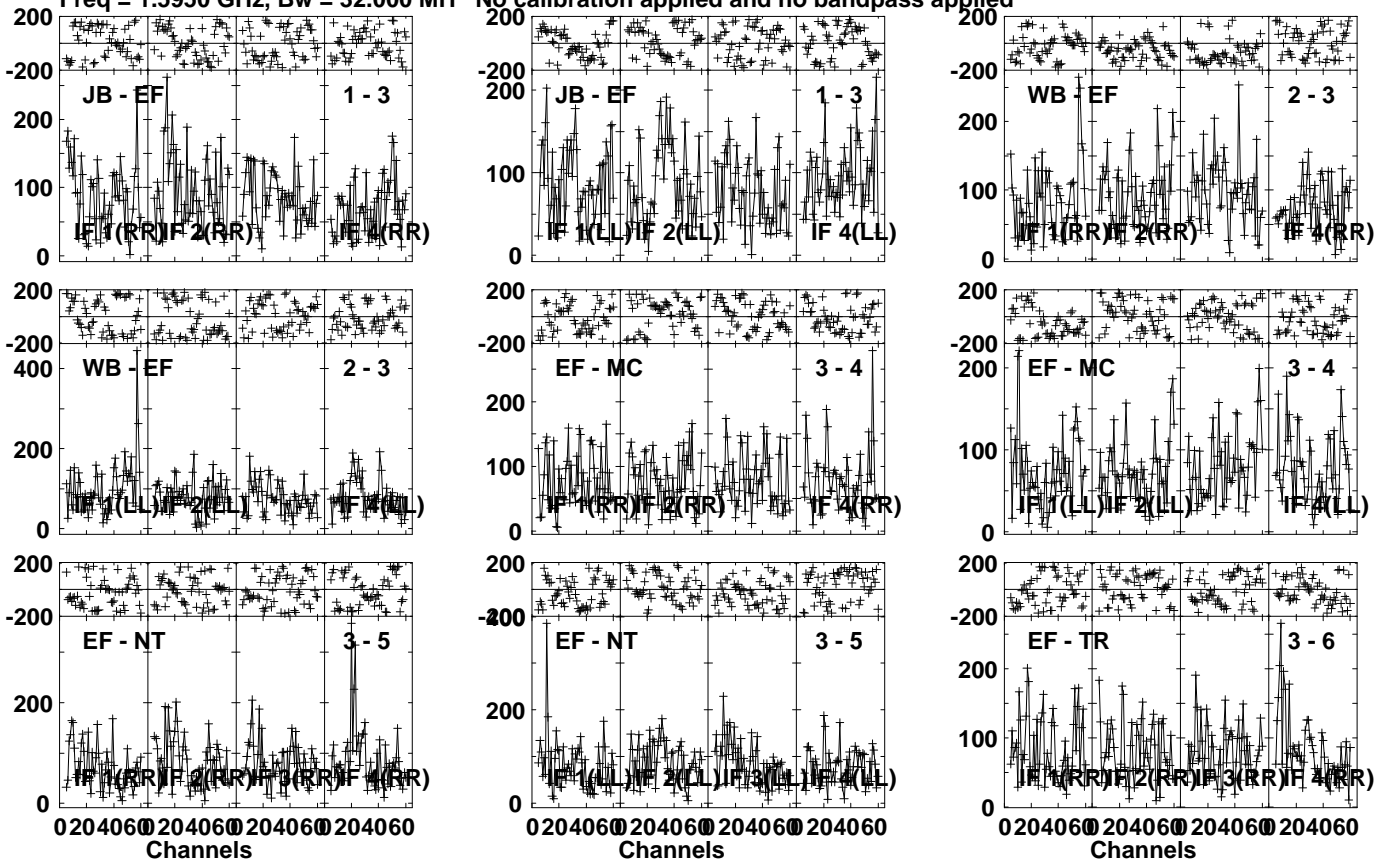 Freq = 1.5950 GHz, Bw = 32.000 MH No calibration applied and no bandpass applied
200
-200
JB - EF 1 - 3
200
100
0
IF 1(RR) IF 2(RR) IF 4(RR)
200
-200
JB - EF 1 - 3
200
100
0
IF 1(LL) IF 2(LL) IF 4(LL)
200
-200
WB - EF 2 - 3
200
100
0
IF 1(RR) IF 2(RR) IF 4(RR)
200
-200
WB - EF 2 - 3
400
200
0
IF 1(LL) IF 2(LL) IF 4(LL)
200
-200
EF - MC 3 - 4
200
100
0
IF 1(RR) IF 2(RR) IF 4(RR)
200
-200
EF - MC 3 - 4
200
100
0
IF 1(LL) IF 2(LL) IF 4(LL)
200
-200
EF - NT 3 - 5
200
0
IF 1(RR) IF 2(RR) IF 3(RR) IF 4(RR)
0 20 40 60 0 20 40 60 0 20 40 60 0 20 40 60
Channels
200
-200
400
EF - NT 3 - 5
200
0
IF 1(LL) IF 2(LL) IF 3(LL) IF 4(LL)
0 20 40 60 0 20 40 60 0 20 40 60 0 20 40 60
Channels
200
-200
EF - TR 3 - 6
200
100
0
IF 1(RR) IF 2(RR) IF 3(RR) IF 4(RR)
0 20 40 60 0 20 40 60 0 20 40 60 0 20 40 60
Channels